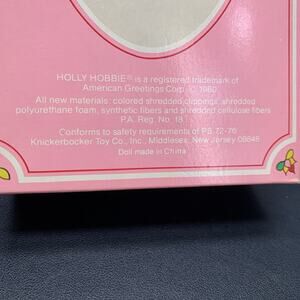 HOLLY HOBBIE® is a registered trademark of
American Greetings Corp. © 1980
All new materials: colored shredded clippings, shredded
polyurethane foam, synthetic fibers and shredded cellulose fibers
P.A. Reg. No. 18
Conforms to safety requirements of PS 72-76
Knickerbocker Toy Co., Inc., Middlesex, New Jersey 08846
Doll made in China